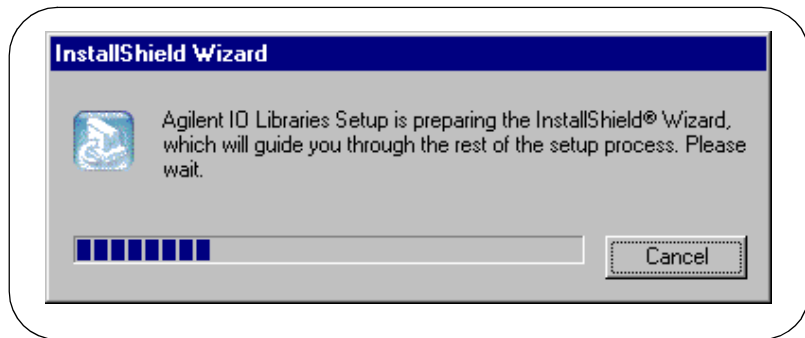 InstallShield Wizard
Agilent IO Libraries Setup is preparing the InstallShield® Wizard,
which will guide you through the rest of the setup process. Please
wait.
Cancel